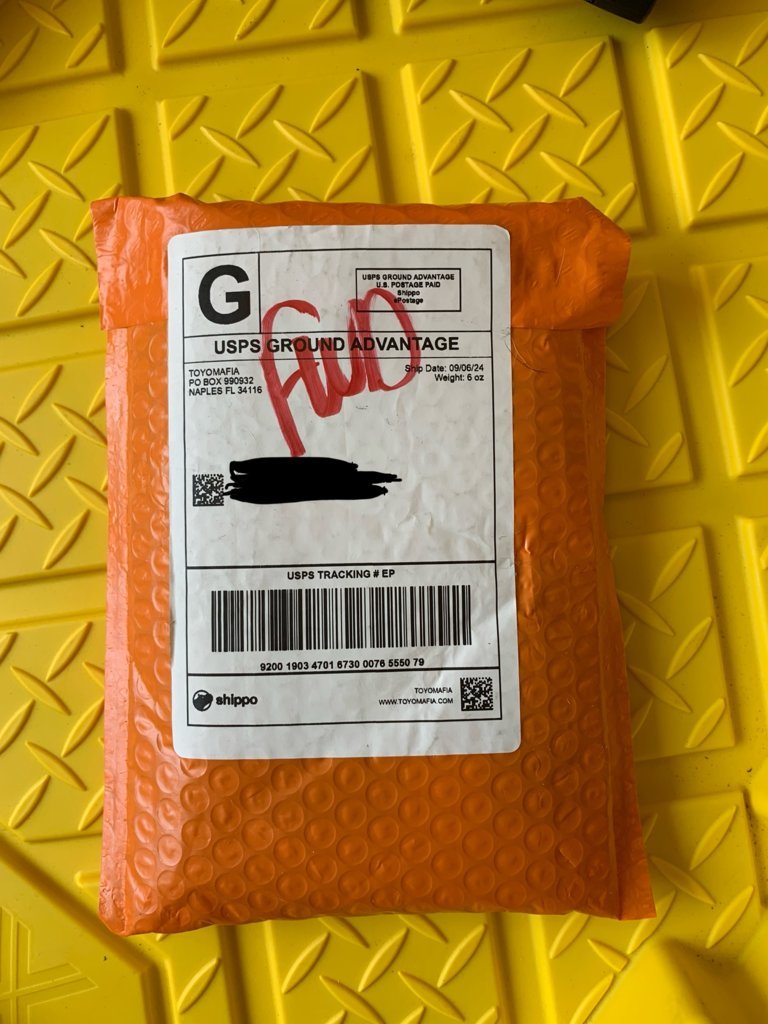 G
USPS GROUND ADVANTAGE
U.S. POSTAGE PAID
Shippo
ePostage
USPS GROUND ADVANTAGE
TOYOMAFIA
PO BOX 990932
NAPLES FL 34116
Ship Date: 09/06/24
Weight: 6 oz
USPS TRACKING # EP
9200 1903 4701 6730 0076 5550 79
shippo
TOYOMAFIA
WWW.TOYOMAFIA.COM